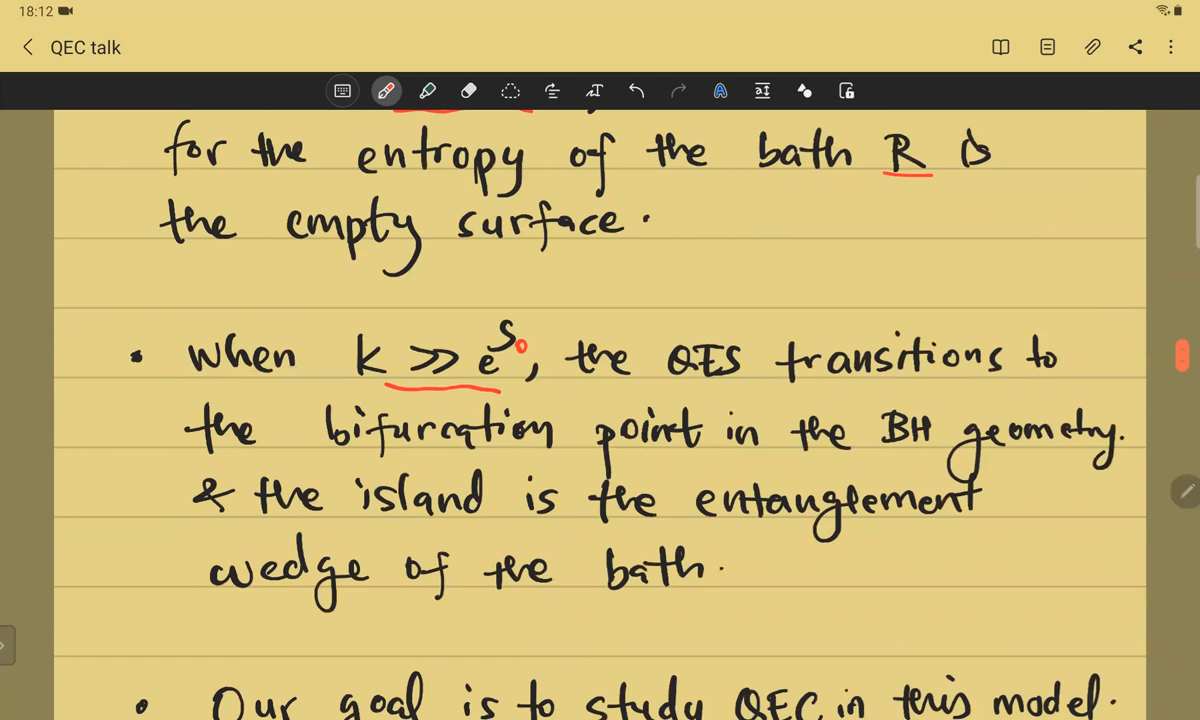 18:12
QEC talk
for the entropy of the bath R is
the empty surface.
• When k >> e^{S_0}, the QES transitions to
the bifurcation point in the BH geometry.
& the island is the entanglement
wedge of the bath.
• Our goal is to study QEC in this model.